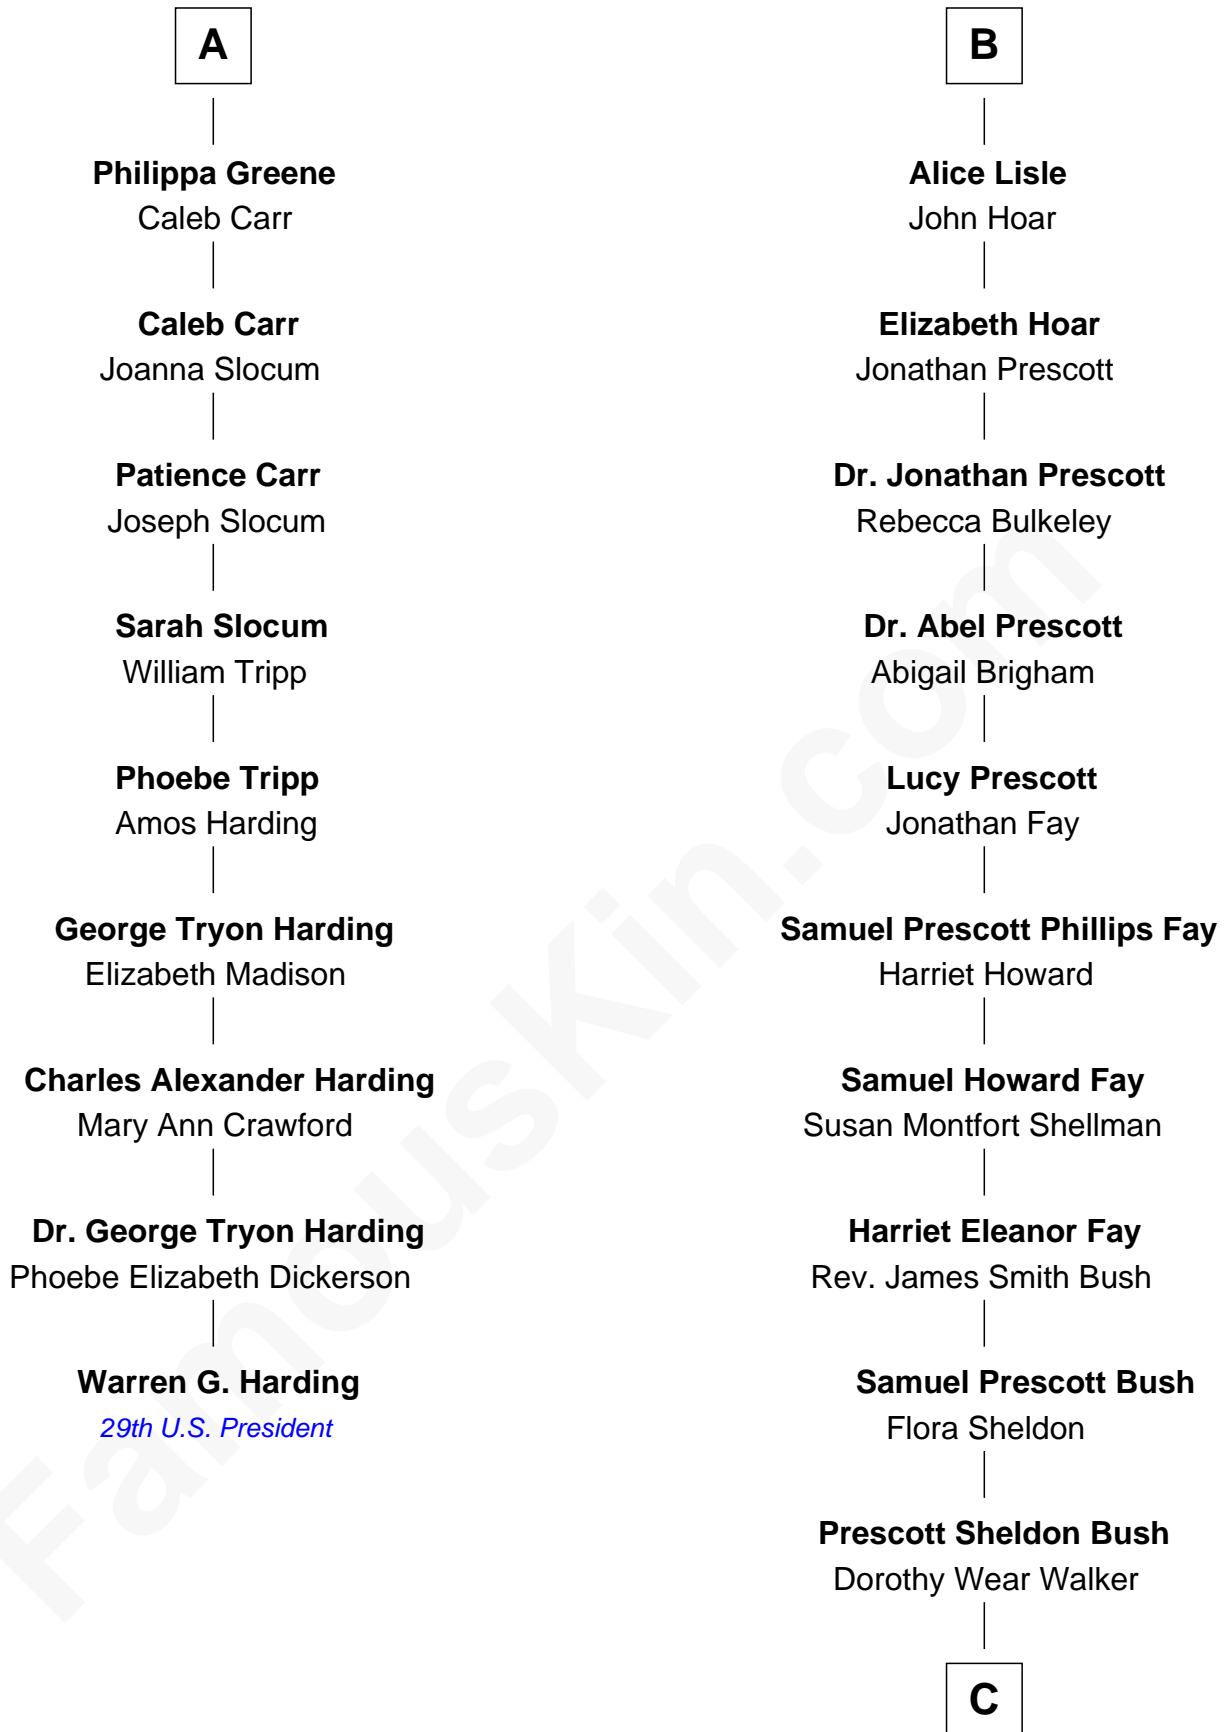 A
Philippa Greene
Caleb Carr
Caleb Carr
Joanna Slocum
Patience Carr
Joseph Slocum
Sarah Slocum
William Tripp
Phoebe Tripp
Amos Harding
George Tryon Harding
Elizabeth Madison
Charles Alexander Harding
Mary Ann Crawford
Dr. George Tryon Harding
Phoebe Elizabeth Dickerson
Warren G. Harding
29th U.S. President
B
Alice Lisle
John Hoar
Elizabeth Hoar
Jonathan Prescott
Dr. Jonathan Prescott
Rebecca Bulkeley
Dr. Abel Prescott
Abigail Brigham
Lucy Prescott
Jonathan Fay
Samuel Prescott Phillips Fay
Harriet Howard
Samuel Howard Fay
Susan Montfort Shellman
Harriet Eleanor Fay
Rev. James Smith Bush
Samuel Prescott Bush
Flora Sheldon
Prescott Sheldon Bush
Dorothy Wear Walker
C
FamousKin.com